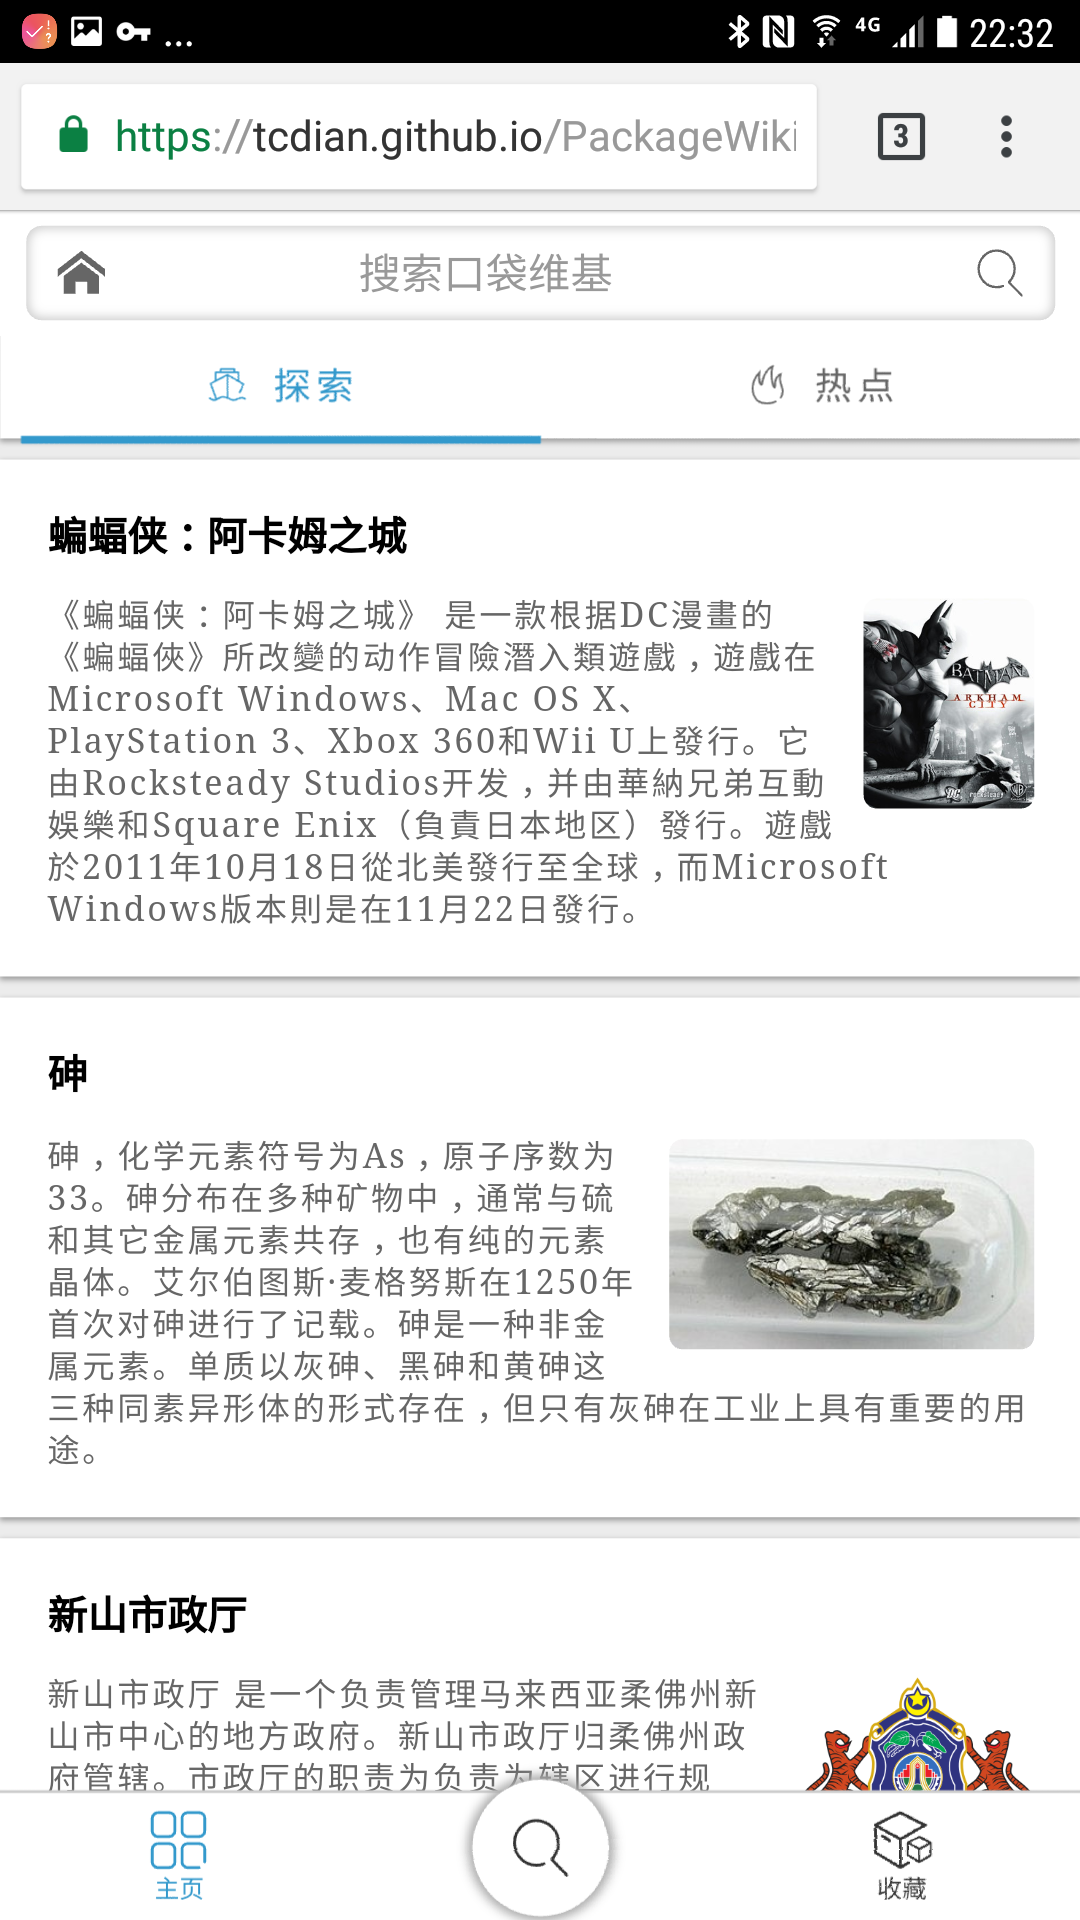 4G 22:32
https://tcdian.github.io/PackageWiki
3
搜索口袋维基
探索
热点
蝙蝠侠：阿卡姆之城
《蝙蝠侠：阿卡姆之城》 是一款根据DC漫畫的
《蝙蝠俠》所改變的动作冒險潛入類遊戲，遊戲在
Microsoft Windows、Mac OS X、
PlayStation 3、Xbox 360和Wii U上發行。它
由Rocksteady Studios开发，并由華納兄弟互動
娛樂和Square Enix（負責日本地区）發行。遊戲
於2011年10月18日從北美發行至全球，而Microsoft
Windows版本則是在11月22日發行。
BATMAN
ARKHAM
CITY
DC rocksteady WB
砷
砷，化学元素符号为As，原子序数为
33。砷分布在多种矿物中，通常与硫
和其它金属元素共存，也有纯的元素
晶体。艾尔伯图斯·麦格努斯在1250年
首次对砷进行了记载。砷是一种非金
属元素。单质以灰砷、黑砷和黄砷这
三种同素异形体的形式存在，但只有灰砷在工业上具有重要的用
途。
新山市政厅
新山市政厅 是一个负责管理马来西亚柔佛州新
山市中心的地方政府。新山市政厅归柔佛州政
府管辖。市政厅的职责为负责为辖区进行规
主页
收藏